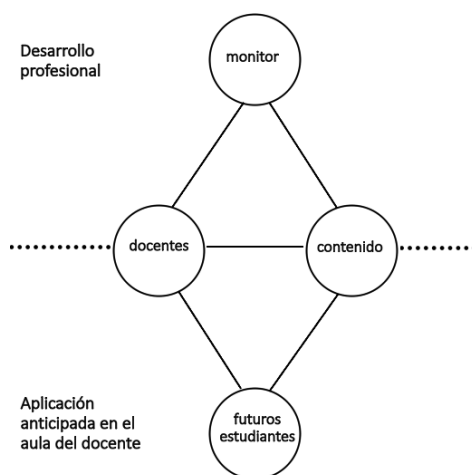 Desarrollo
profesional
monitor
docentes
contenido
Aplicación
anticipada en el
aula del docente
futuros
estudiantes